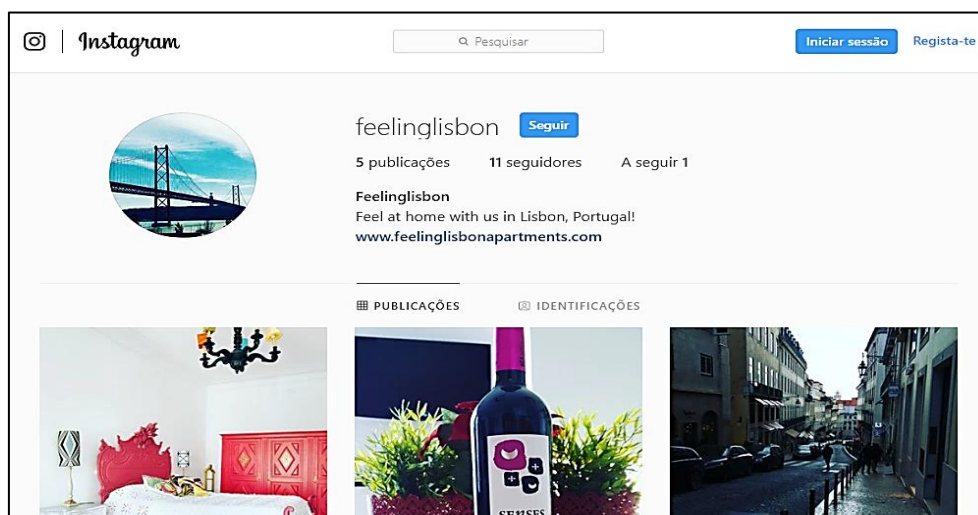 Instagram
Pesquisar
Iniciar sessão
Regista-te
feelinglisbon
Seguir
5 publicações 11 seguidores A seguir 1
Feelinglisbon
Feel at home with us in Lisbon, Portugal!
www.feelinglisbonapartments.com
PUBLICAÇÕES
IDENTIFICAÇÕES
SENSES